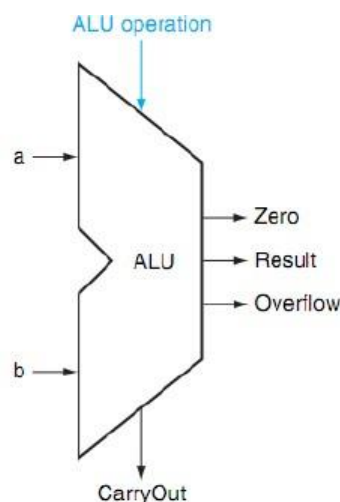 ALU operation
a
Zero
ALU
Result
Overflow
b
CarryOut